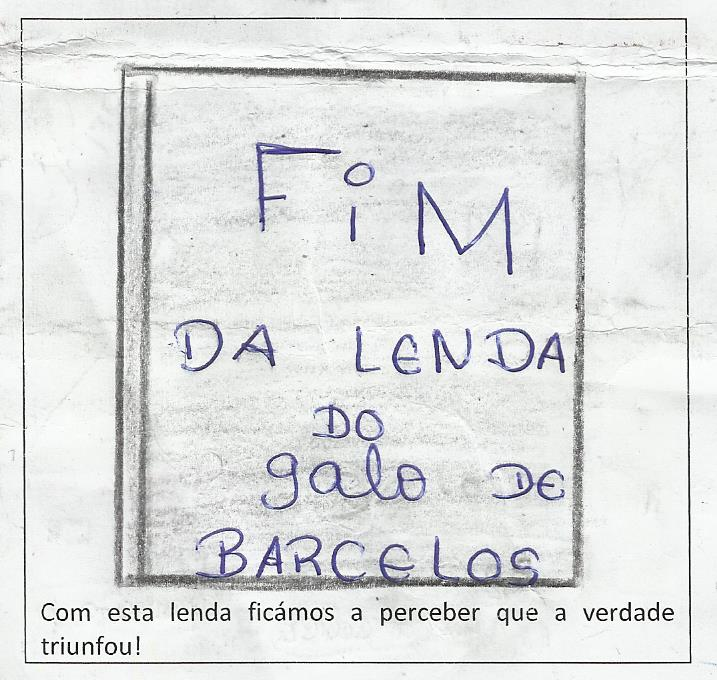 FiM
DA LENDA
DO
galo DE
BARCELOS
Com esta lenda ficámos a perceber que a verdade
triunfou!